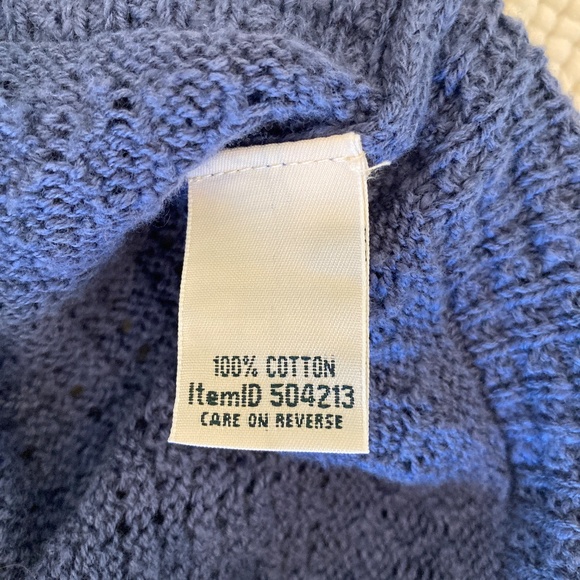 100% COTTON
ItemID 504213
CARE ON REVERSE